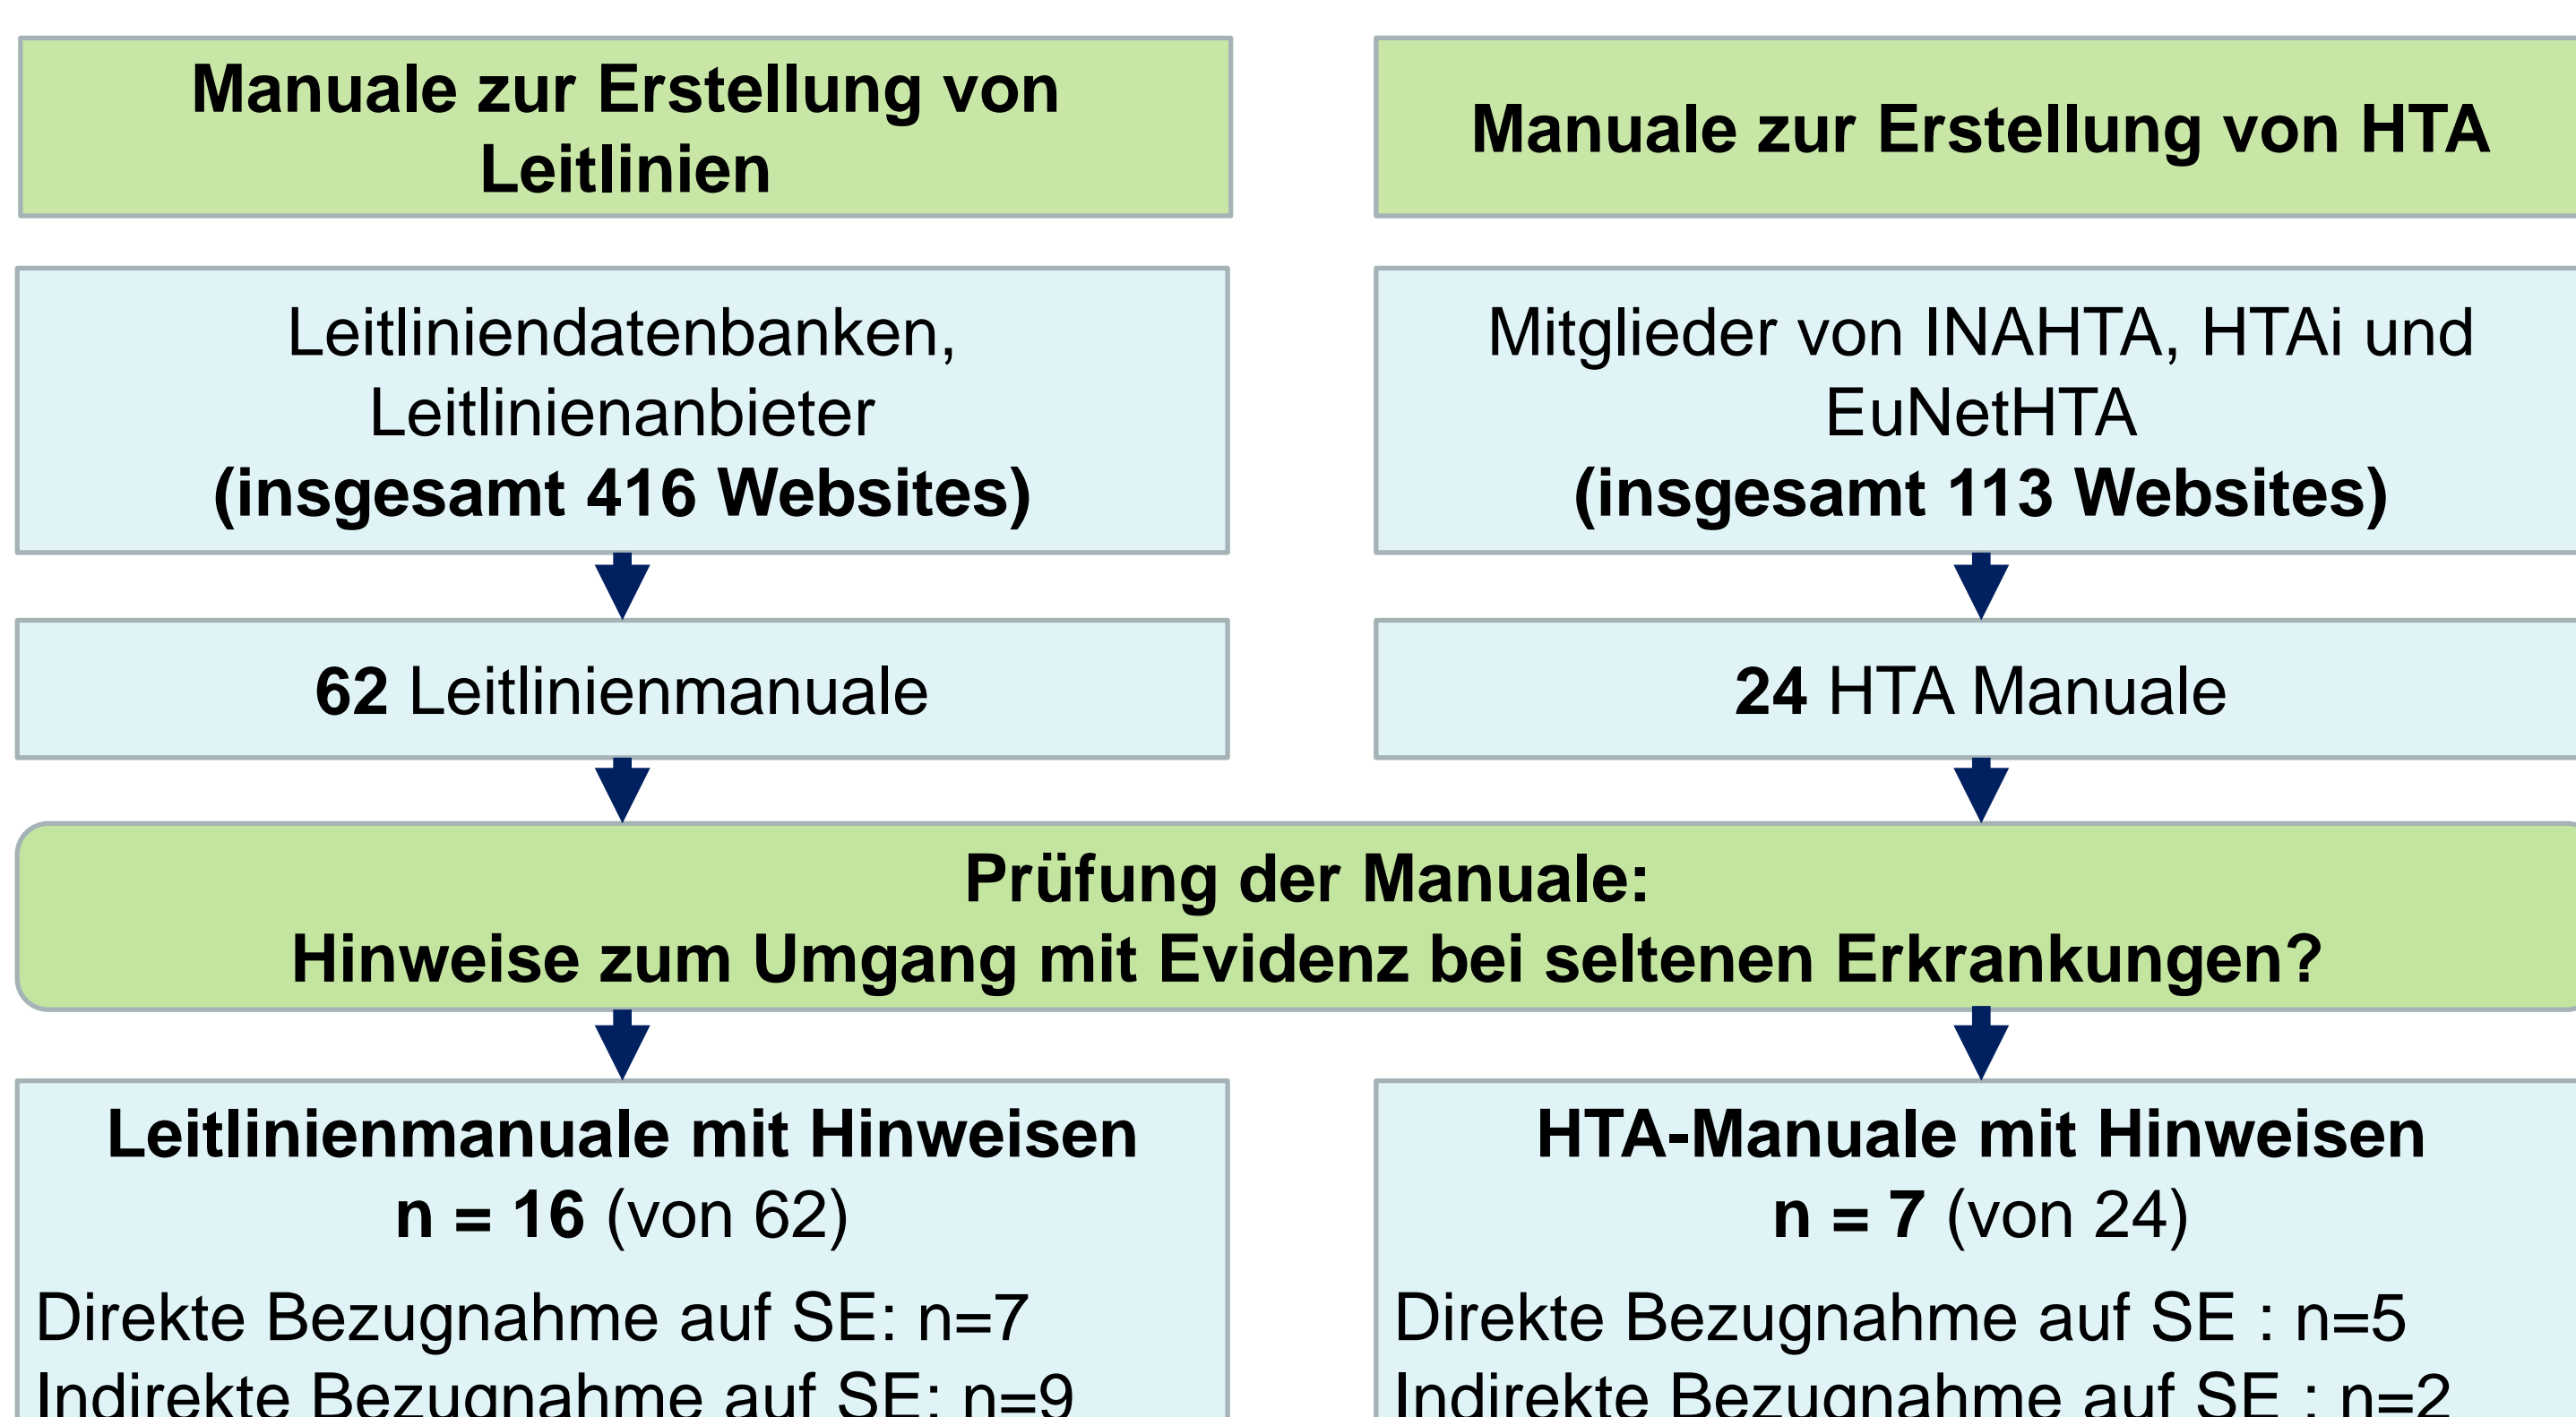 Manuale zur Erstellung von
Leitlinien
Manuale zur Erstellung von HTA
Leitliniendatenbanken,
Leitlinienanbieter
(insgesamt 416 Websites)
Mitglieder von INAHTA, HTAi und
EuNetHTA
(insgesamt 113 Websites)
62 Leitlinienmanuale
24 HTA Manuale
Prüfung der Manuale:
Hinweise zum Umgang mit Evidenz bei seltenen Erkrankungen?
Leitlinienmanuale mit Hinweisen
n = 16 (von 62)
Direkte Bezugnahme auf SE: n=7
Indirekte Bezugnahme auf SE: n=9
HTA-Manuale mit Hinweisen
n = 7 (von 24)
Direkte Bezugnahme auf SE : n=5
Indirekte Bezugnahme auf SE : n=2